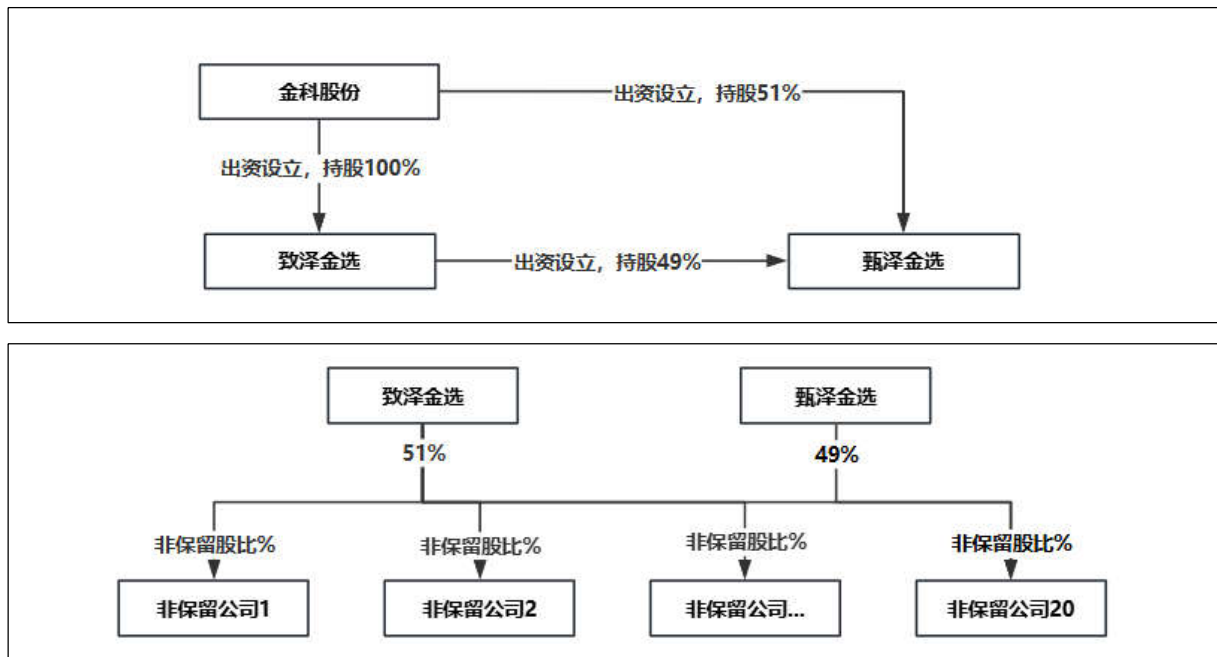 金科股份
出资设立，持股51%
出资设立，持股100%
致泽金选
出资设立，持股49%
甄泽金选
致泽金选
甄泽金选
51%
49%
非保留股比%
非保留股比%
非保留股比%
非保留股比%
非保留公司1
非保留公司2
非保留公司...
非保留公司20